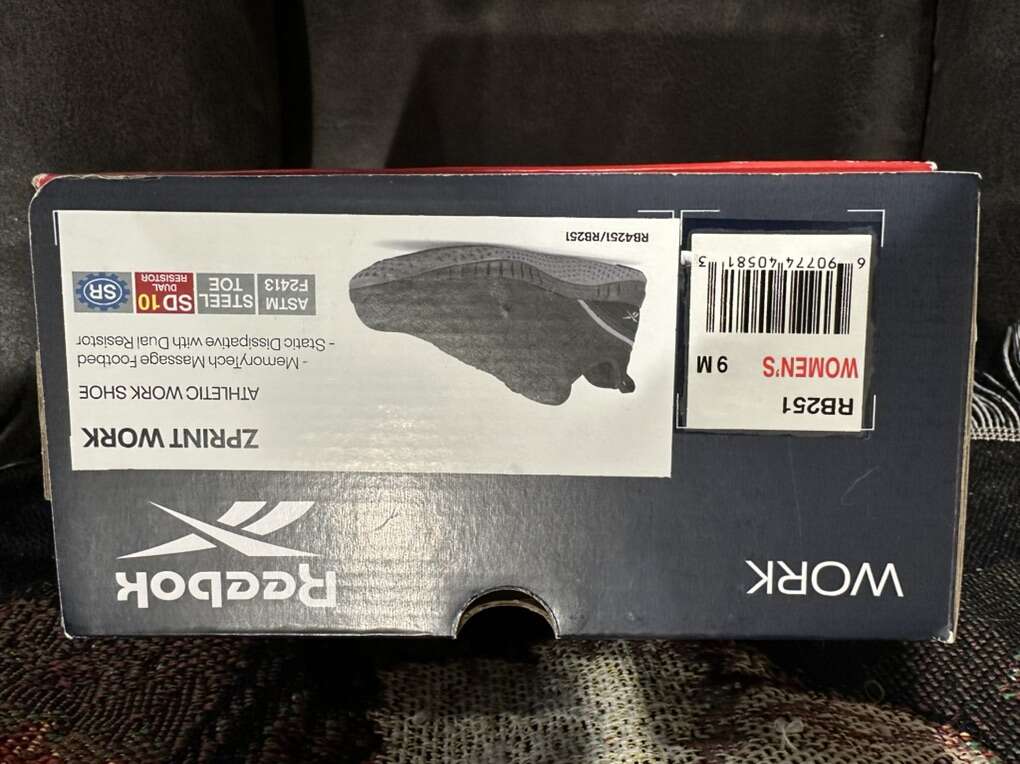 WORK
Reebok
RB251
WOMEN'S 9 M
6 90774 40581 3
ZPRINT WORK
ATHLETIC WORK SHOE
- MemoryTech Massage Footbed
- Static Dissipative with Dual Resistor
ASTM
F2413
STEEL
TOE
SD10
DUAL
RESISTOR
SR
RB4251/RB251